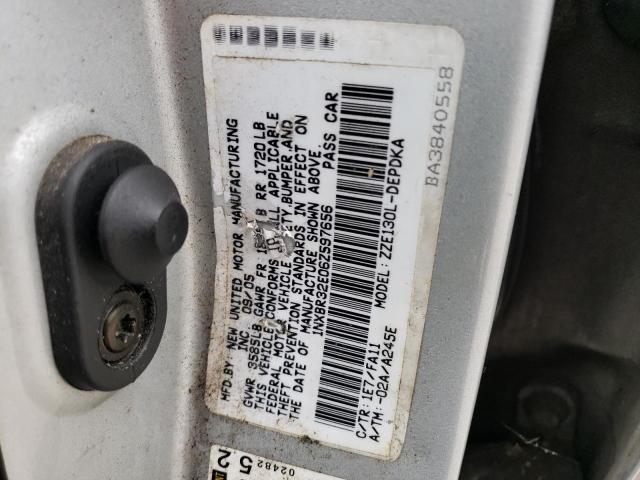 MFD.BY: NEW UNITED MOTOR MANUFACTURING
INC. 09/05
GVWR 3585LB GAWR FR LB RR 1720LB
THIS VEHICLE CONFORMS TO ALL APPLICABLE
FEDERAL MOTOR VEHICLE SAFETY, BUMPER, AND
THEFT PREVENTION STANDARDS IN EFFECT ON
THE DATE OF MANUFACTURE SHOWN ABOVE.
1NXBR32E06Z597656 PASS CAR
C/TR: 1E7/FA11 MODEL: ZZE130L-DEPDKA
A/TM: -02A/A245E
BA3840558
02482